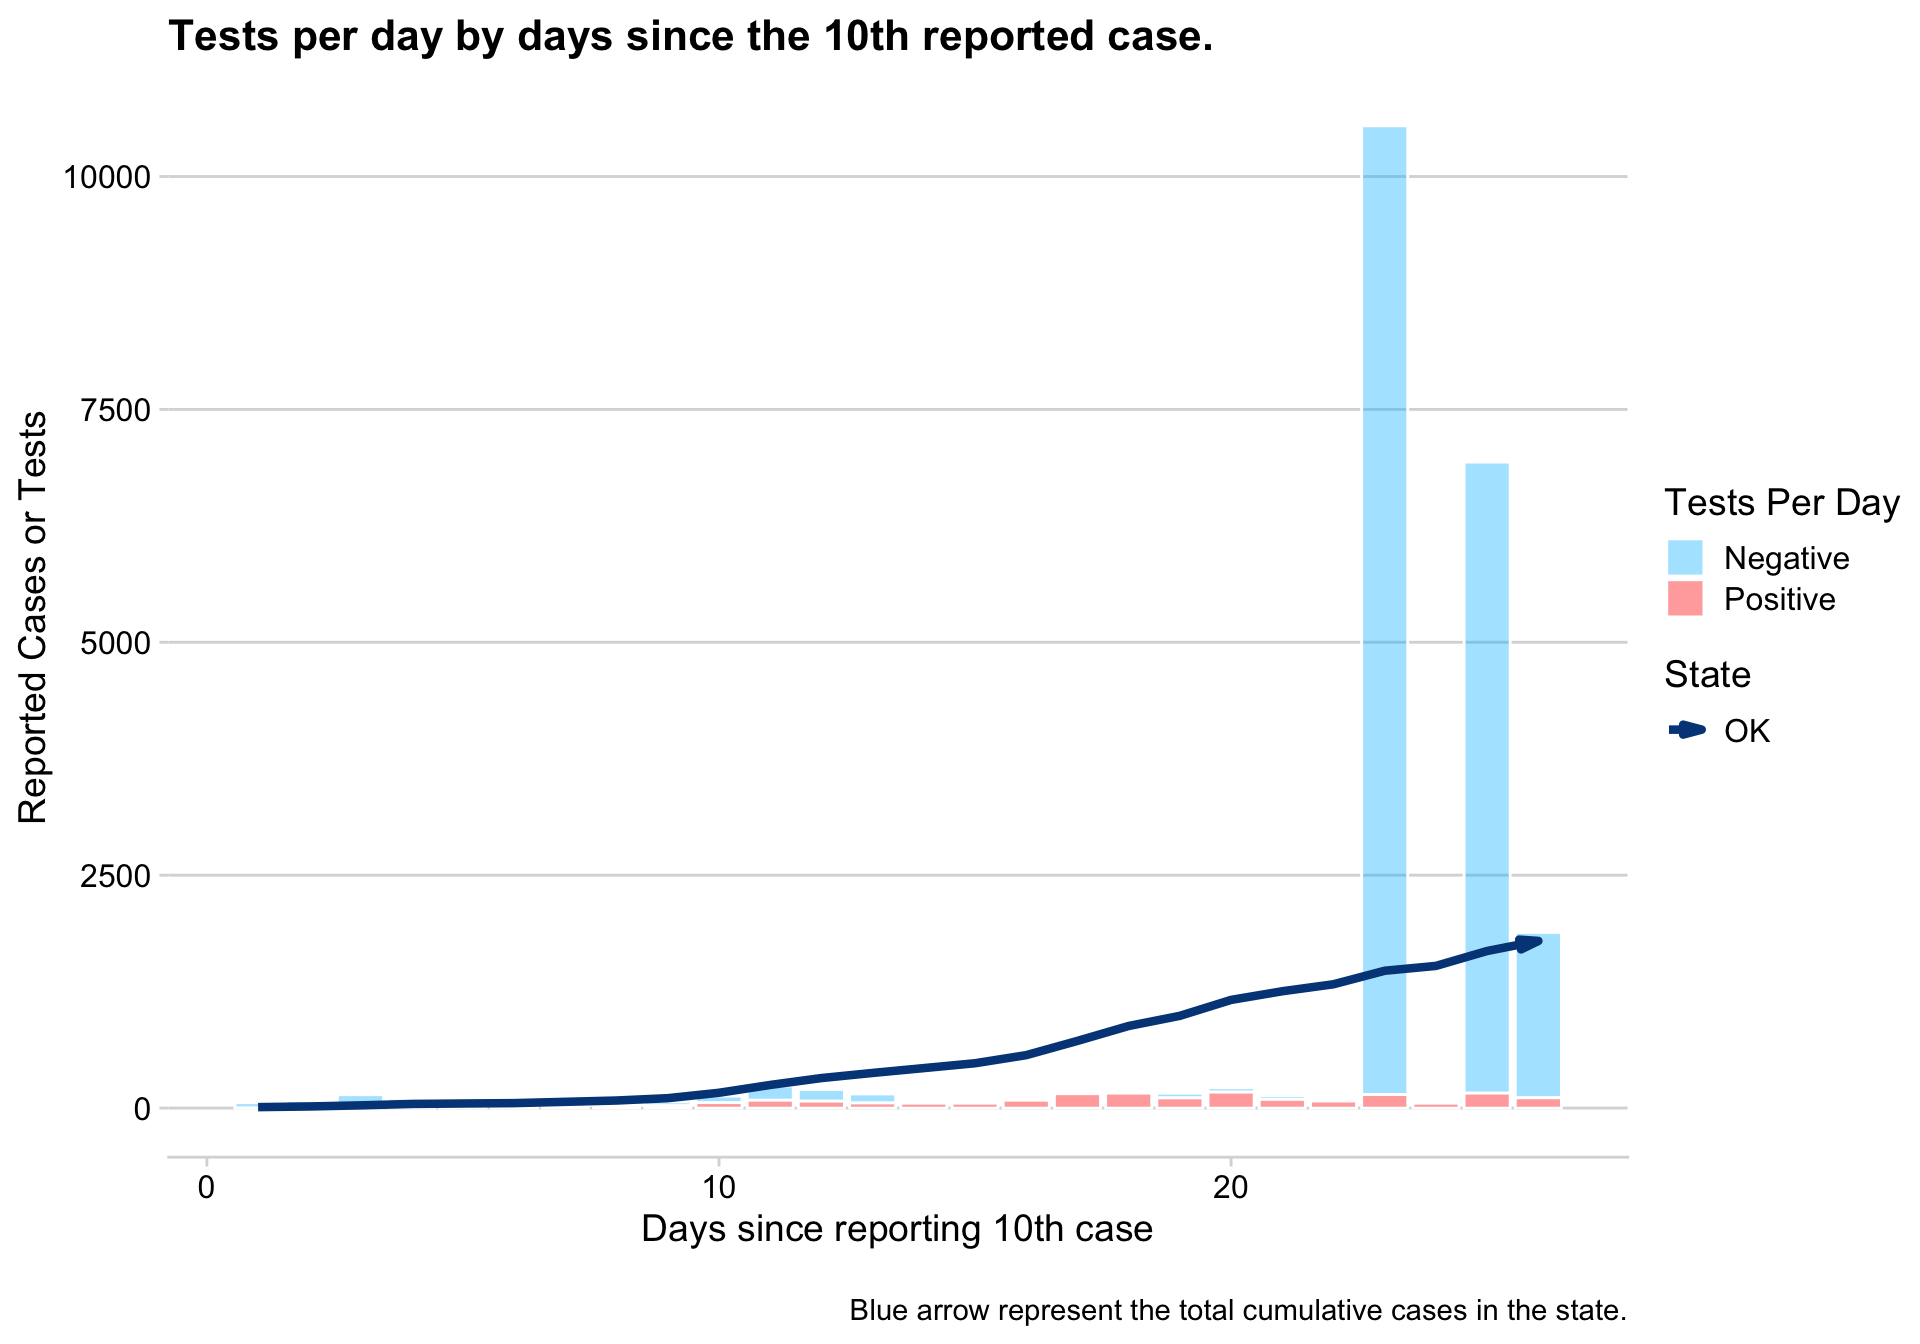 Tests per day by days since the 10th reported case.
10000
7500
5000
2500
0
Reported Cases or Tests
0
10
20
Days since reporting 10th case
Tests Per Day
Negative
Positive
State
OK
Blue arrow represent the total cumulative cases in the state.